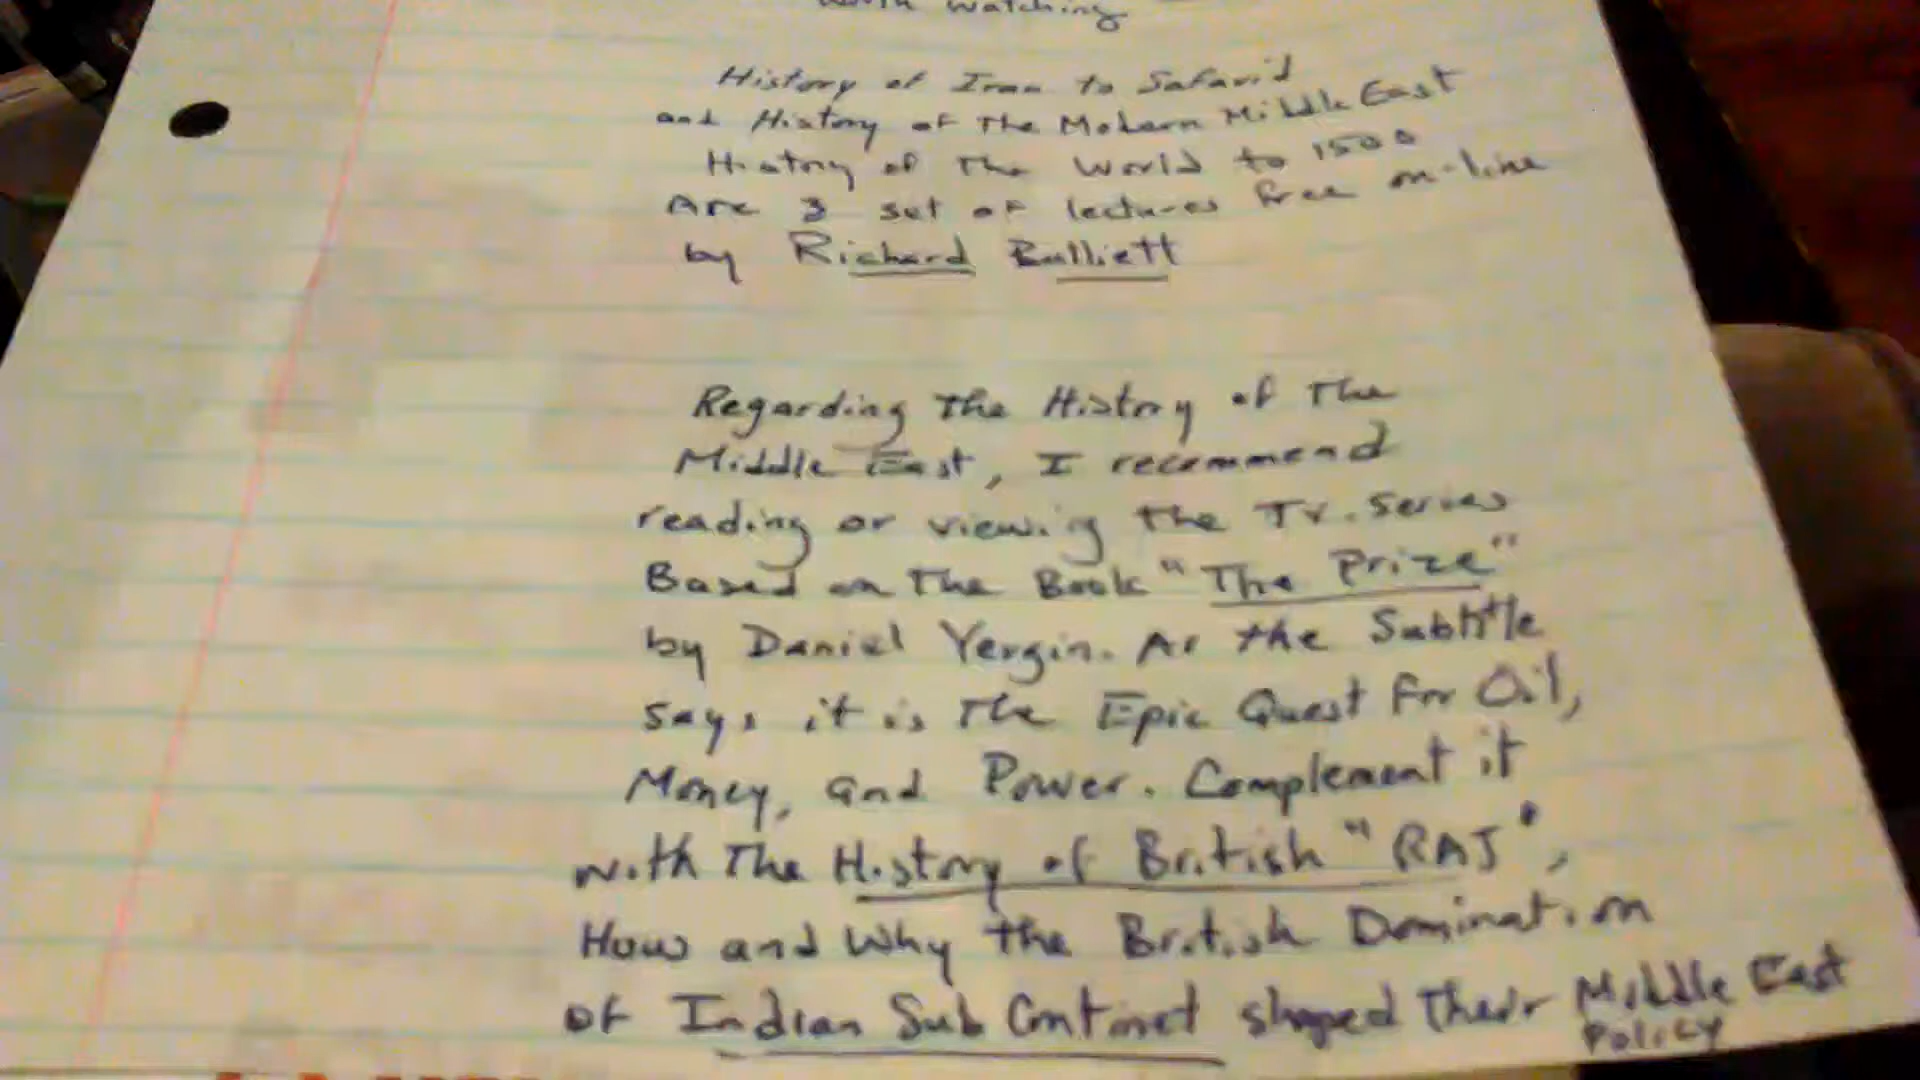 worth watching
History of Iran to Safavid
and History of The Modern Middle East
History of The World to 1500
Are 3 set of lectures free on-line
by Richard Bulliett
Regarding The History of The
Middle East, I recommend
reading or viewing the TV. Series
Based on The Book "The Prize"
by Daniel Yergin. As the Subtitle
says it is The Epic Quest For Oil,
Money, and Power. Complement it
with The History of British "RAJ",
How and Why the British Domination
of Indian Sub Continet shaped Their Middle East
Policy